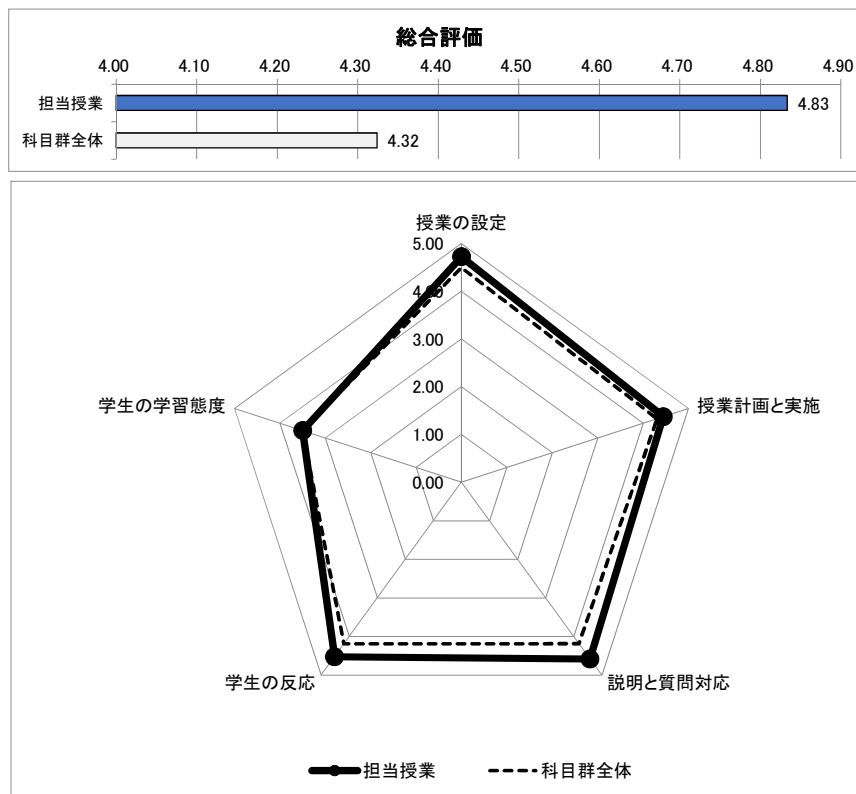 総合評価
4.00 4.10 4.20 4.30 4.40 4.50 4.60 4.70 4.80 4.90
担当授業 4.83
科目群全体 4.32
授業の設定
5.00
4.00
3.00
2.00
1.00
0.00
学生の学習態度
授業計画と実施
学生の反応
説明と質問対応
担当授業 科目群全体